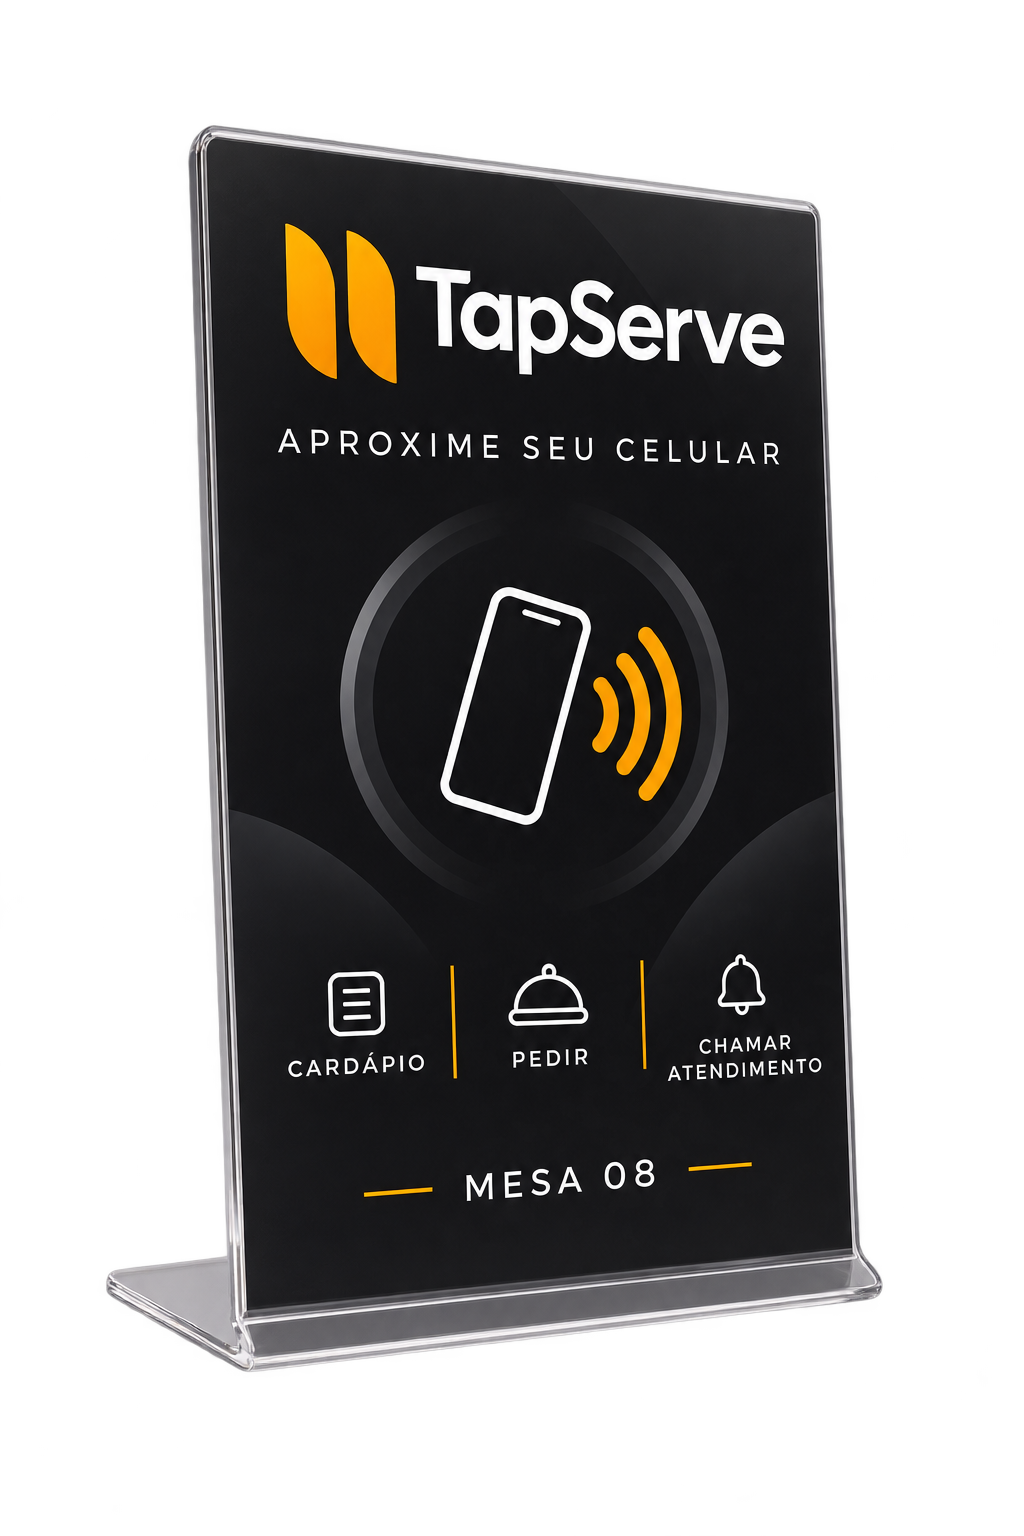 TapServe
APROXIME SEU CELULAR
CARDÁPIO
PEDIR
CHAMAR
ATENDIMENTO
MESA 08